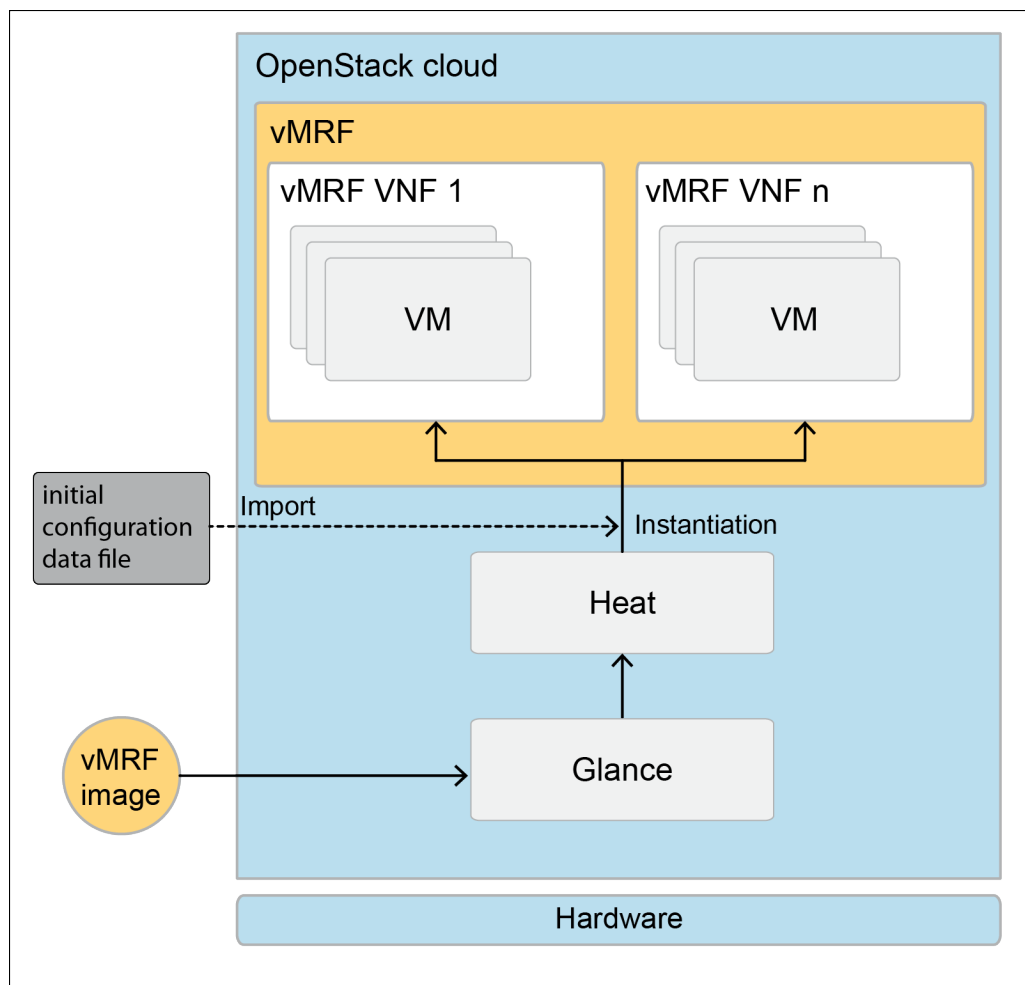 OpenStack cloud
vMRF
vMRF VNF 1
vMRF VNF n
VM
VM
initial
configuration
data file
Import
Instantiation
Heat
vMRF
image
Glance
Hardware